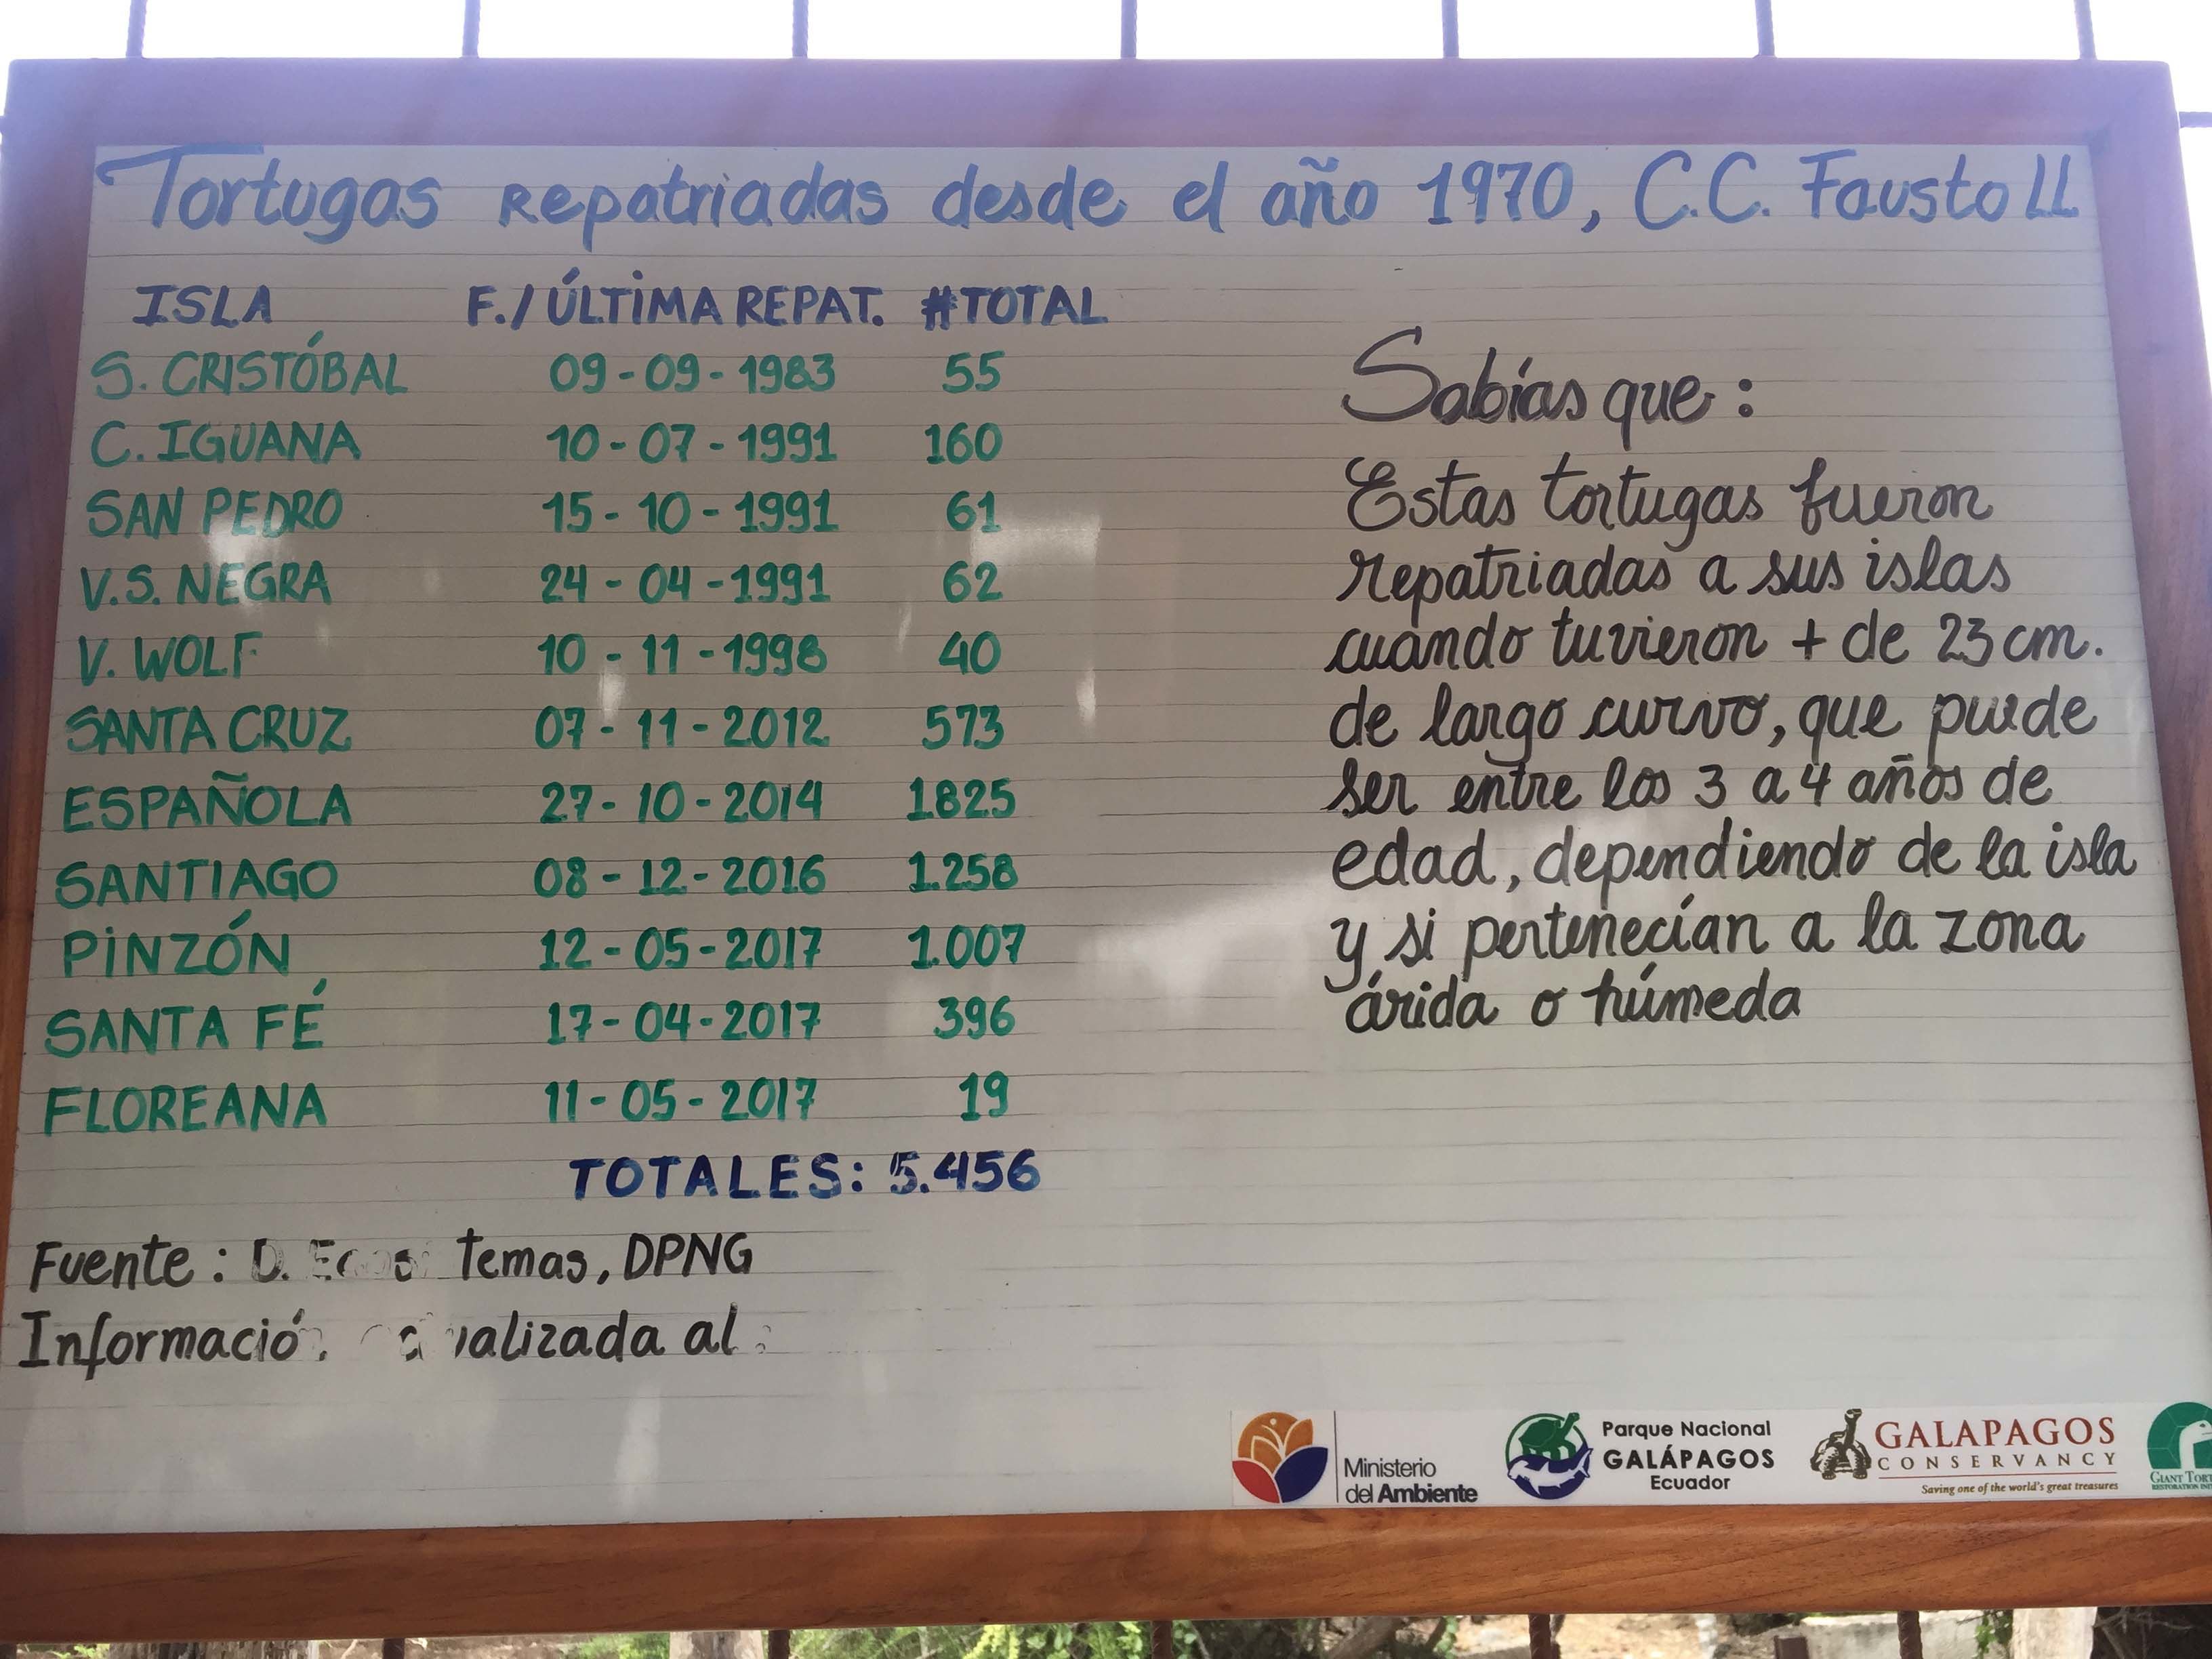 Tortugas Repatriadas desde el año 1970, C.C. Fausto Ll
ISLA F./ÚLTIMA REPAT. #TOTAL
S. CRISTÓBAL 09-09-1983 55
C. IGUANA 10-07-1991 160
SAN PEDRO 15-10-1991 61
V.S. NEGRA 24-04-1991 62
V. WOLF 10-11-1998 40
SANTA CRUZ 07-11-2012 573
ESPAÑOLA 27-10-2014 1825
SANTIAGO 08-12-2016 1.258
PINZÓN 12-05-2017 1.007
SANTA FÉ 17-04-2017 396
FLOREANA 11-05-2017 19
TOTALES: 5.456
Fuente: D. temas, DPNG
al
Sabías que:
Estas tortugas fueron
repatriadas a sus islas
cuándo tuvieron + de 23 cm.
de largo curvo, que puede
ser entre los 3 a 4 años de
edad, dependiendo de la isla
y si pertenecían a la zona
árida o húmeda
Ministerio
del Ambiente
Parque Nacional
GALÁPAGOS
Ecuador
GALAPAGOS
CONSERVANCY
Saving one of the world's great treasures
GIANT